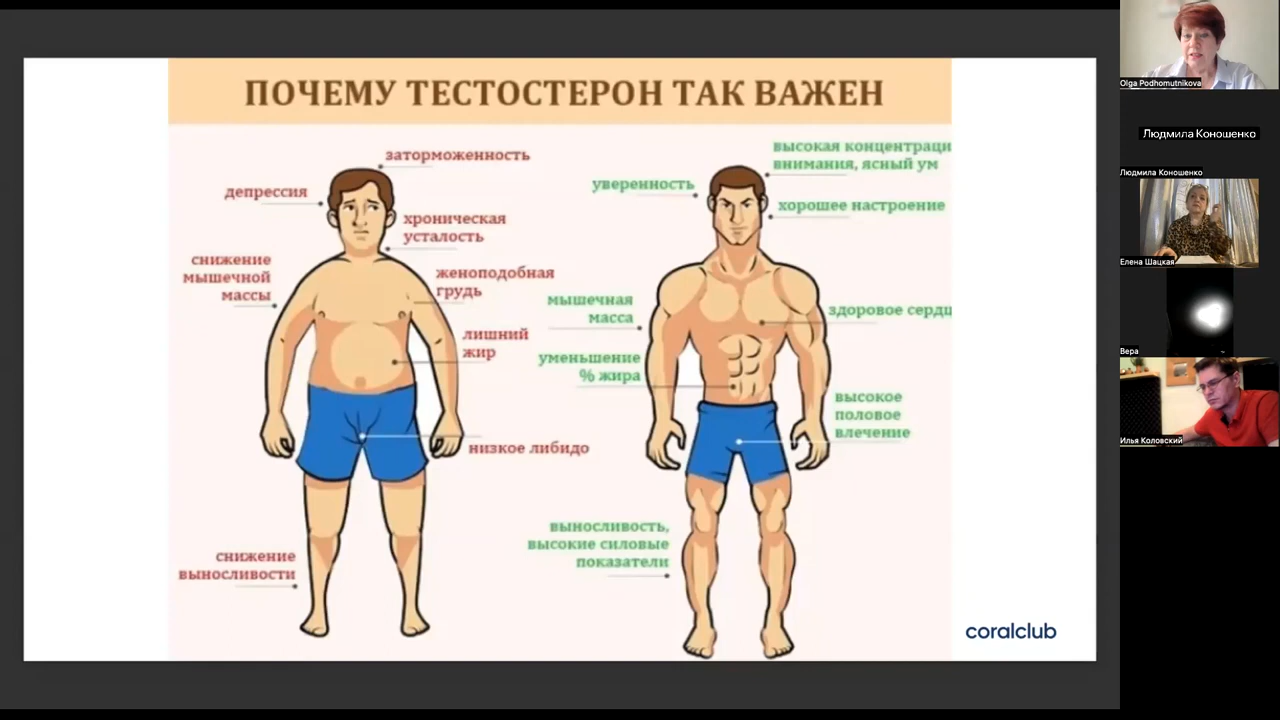 ПОЧЕМУ ТЕСТОСТЕРОН ТАК ВАЖЕН
заторможенность
депрессия
хроническая
усталость
снижение
мышечной
массы
женоподобная
грудь
лишний
жир
низкое либидо
снижение
выносливости
высокая концентраци
внимания, ясный ум
уверенность
хорошее настроение
мышечная
масса
здоровое сердц
уменьшение
% жира
высокое
половое
влечение
выносливость,
высокие силовые
показатели
coralclub
Olga Podhomutnikova
Людмила Коношенко
Людмила Коношенко
Елена Шацкая
Вера
Илья Коловский